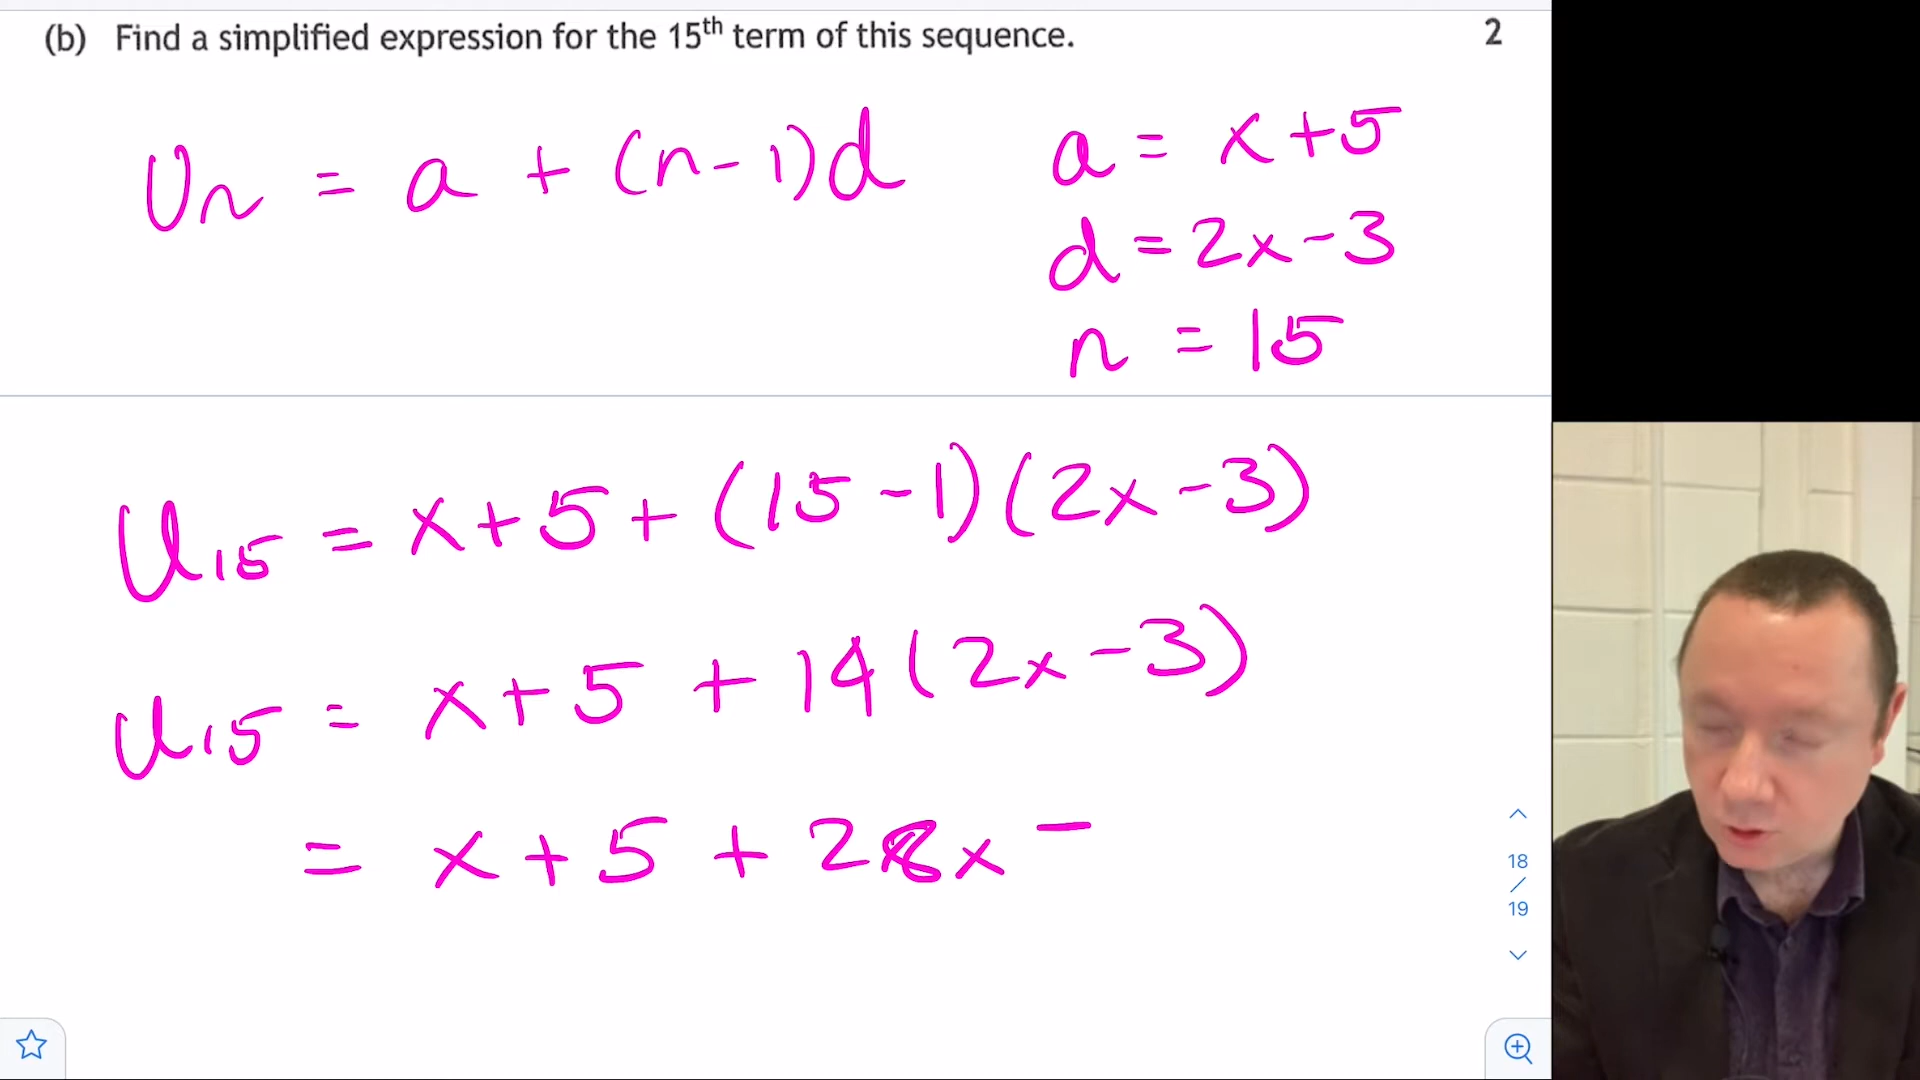 (b) Find a simplified expression for the 15th term of this sequence. 2
Un = a + (n-1)d
a = x+5
d = 2x-3
n = 15
U15 = x+5+(15-1)(2x-3)
U15 = x+5 + 14(2x-3)
= x+5 + 28x -
18
/
19